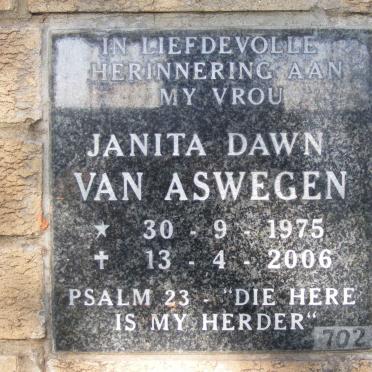 IN LIEFDEVOLLE
HERINNERING AAN
MY VROU
JANITA DAWN
VAN ASWEGEN
★ 30 - 9 - 1975
✝ 13 - 4 - 2006
PSALM 23 - "DIE HERE
IS MY HERDER"
702